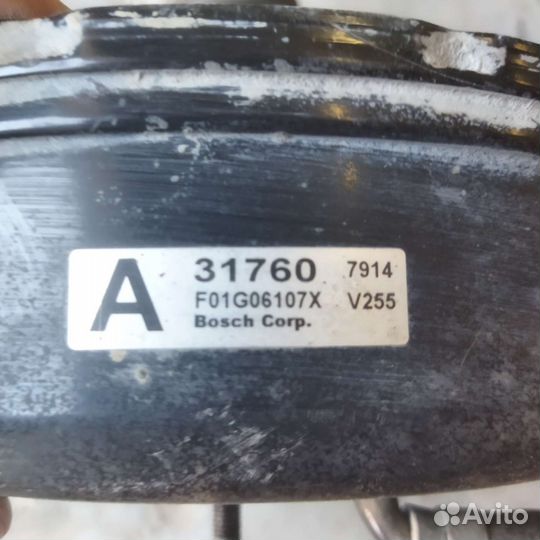 A 31760 7914
F01G06107X V255
Bosch Corp.
Avito